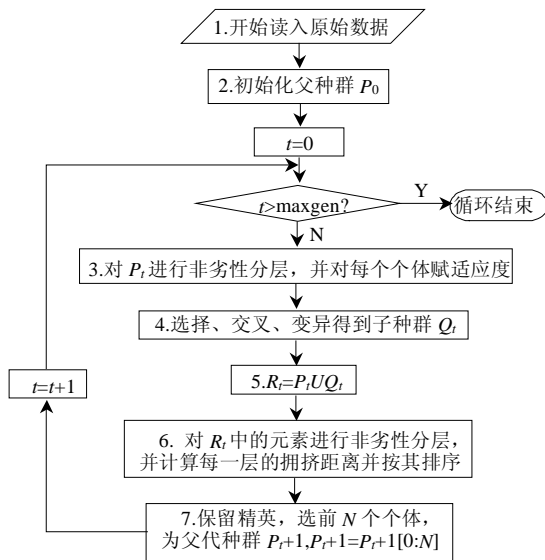 1.开始读入原始数据
2.初始化父种群 P0
t=0
t>maxgen?
Y
循环结束
N
3.对 Pt 进行非劣性分层，并对每个个体赋适应度
4.选择、交叉、变异得到子种群 Qt
t=t+1
5.Rt=PtUQt
6. 对 Rt 中的元素进行非劣性分层，
并计算每一层的拥挤距离并按其排序
7.保留精英，选前 N 个个体，
为父代种群 Pt+1,Pt+1=Pt+1[0:N]